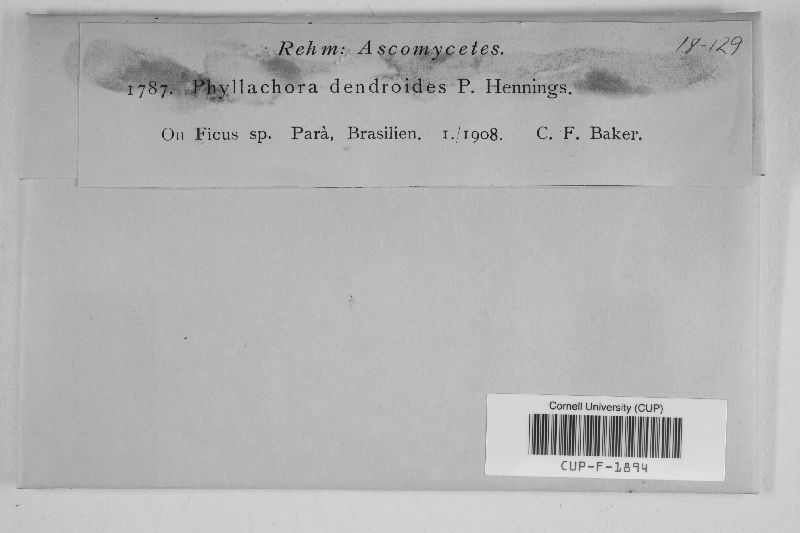 Rehm: Ascomycetes.
18-129
1787. Phyllachora dendroides P. Hennings.
On Ficus sp. Parà, Brasilien. 1./1908. C. F. Baker.
Cornell University (CUP)
CUP-F-1894